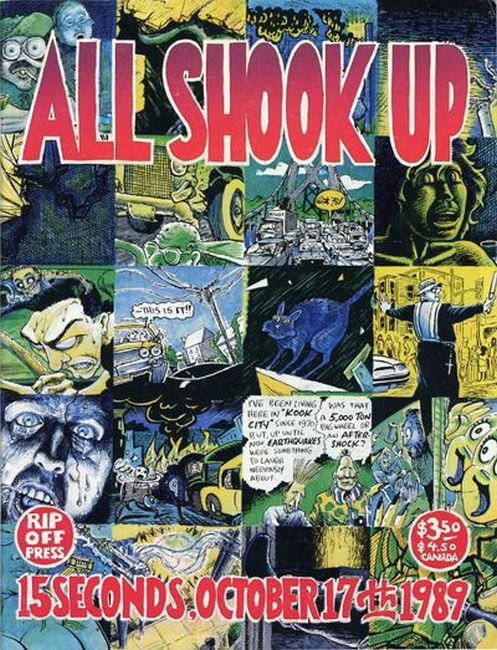 ALL SHOOK UP
—THIS IS IT!!
I'VE BEEN LIVING
HERE IN "KOOK
CITY" SINCE 1970
BUT, UP UNTIL
NOW EARTHQUAKES
WERE SOMETHING
TO LAUGH
NERVOUSLY
ABOUT.
WAS THAT
A 5,000 TON
BIG WHEEL OR
AN AFTER-
SHOCK?
RIP
OFF
PRESS
$3.50
$4.50
CANADA
15 SECONDS, OCTOBER 17th 1989